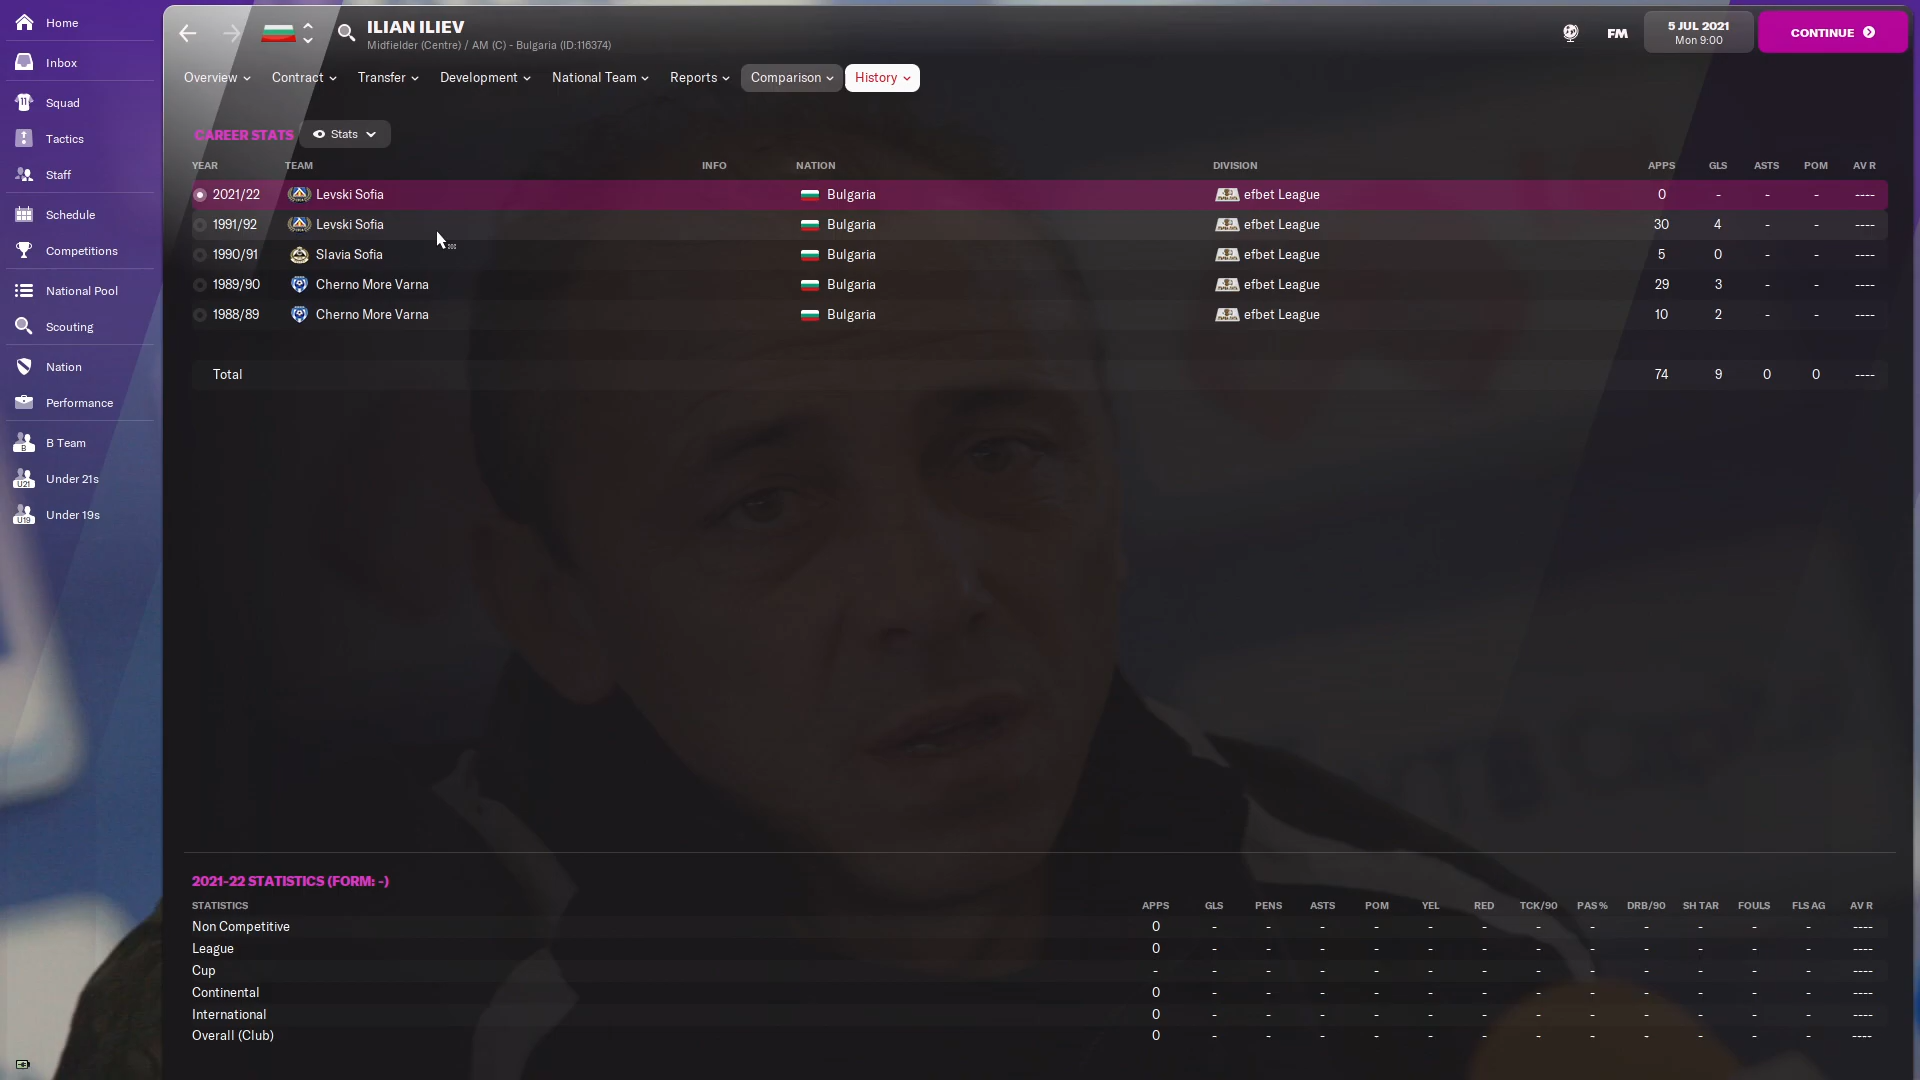 Home
Inbox
Squad
Tactics
Staff
Schedule
Competitions
National Pool
Scouting
Nation
Performance
B Team
Under 21s
Under 19s
ILIAN ILIEV
Midfielder (Centre) / AM (C) - Bulgaria (ID:116374)
FM
5 JUL 2021
Mon 9:00
CONTINUE
Overview Contract Transfer Development National Team Reports Comparison History
CAREER STATS Stats
YEAR TEAM INFO NATION DIVISION APPS GLS ASTS POM AV R
2021/22 Levski Sofia Bulgaria efbet League 0 - - - ----
1991/92 Levski Sofia Bulgaria efbet League 30 4 - - ----
1990/91 Slavia Sofia Bulgaria efbet League 5 0 - - ----
1989/90 Cherno More Varna Bulgaria efbet League 29 3 - - ----
1988/89 Cherno More Varna Bulgaria efbet League 10 2 - - ----
Total 74 9 0 0 ----
2021-22 STATISTICS (FORM: -)
STATISTICS APPS GLS PENS ASTS POM YEL RED TCK/90 PAS % DRB/90 SH TAR FOULS FLS AG AV R
Non Competitive 0 - - - - - - - - - - - - ----
League 0 - - - - - - - - - - - - ----
Cup - - - - - - - - - - - - - ----
Continental 0 - - - - - - - - - - - - ----
International 0 - - - - - - - - - - - - ----
Overall (Club) 0 - - - - - - - - - - - - ----